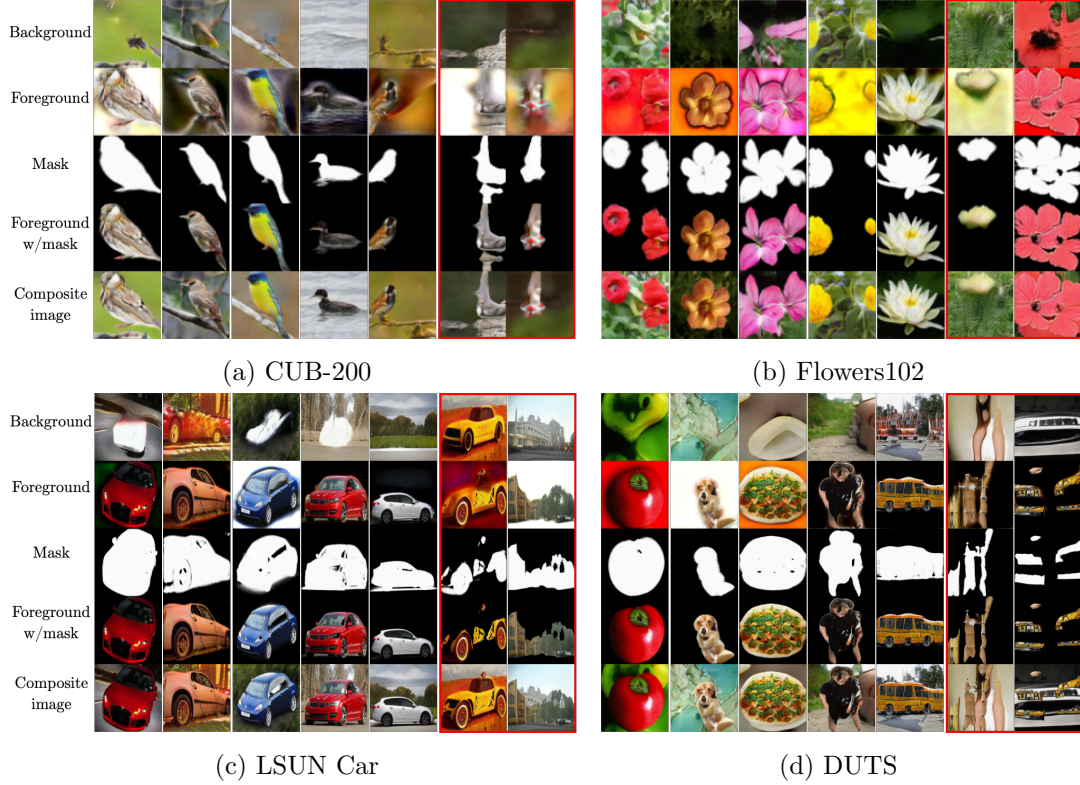 Background
Foreground
Mask
Foreground
w/mask
Composite
image
(a) CUB-200
(b) Flowers102
Background
Foreground
Mask
Foreground
w/mask
Composite
image
(c) LSUN Car
(d) DUTS